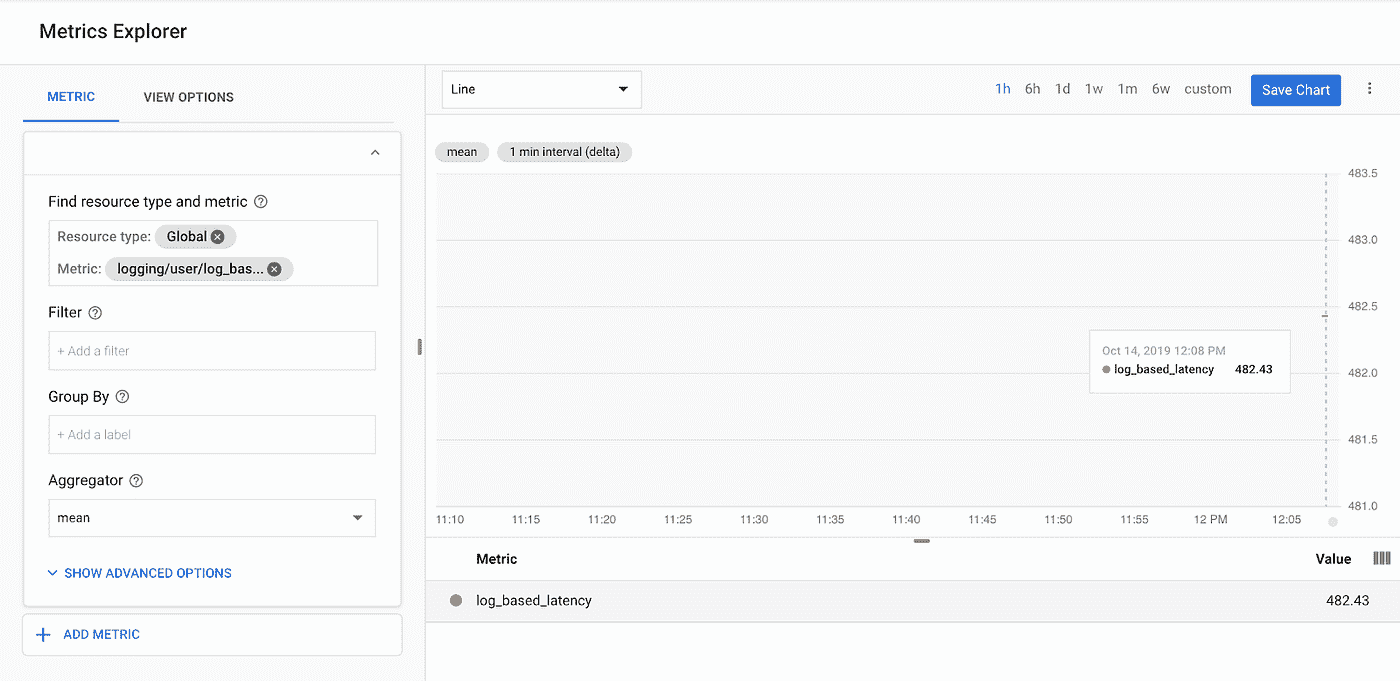 Metrics Explorer
METRIC VIEW OPTIONS
Find resource type and metric
Resource type: Global
Metric: logging/user/log_bas...
Filter
+ Add a filter
Group By
+ Add a label
Aggregator
mean
SHOW ADVANCED OPTIONS
ADD METRIC
Line
1h 6h 1d 1w 1m 6w custom Save Chart
mean 1 min interval (delta)
483.5
483.0
482.5
482.0
481.5
481.0
Oct 14, 2019 12:08 PM
log_based_latency 482.43
11:10 11:15 11:20 11:25 11:30 11:35 11:40 11:45 11:50 11:55 12 PM 12:05
Metric Value
log_based_latency 482.43